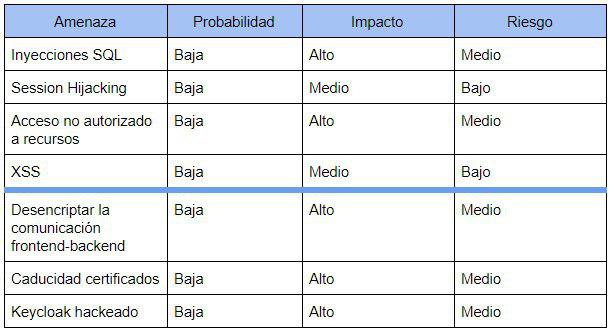 Amenaza Probabilidad Impacto Riesgo
Inyecciones SQL Baja Alto Medio
Session Hijacking Baja Medio Bajo
Acceso no autorizado Baja Alto Medio
a recursos
XSS Baja Medio Bajo
Desencriptar la Baja Alto Medio
comunicación
frontend-backend
Caducidad certificados Baja Alto Medio
Keycloak hackeado Baja Alto Medio